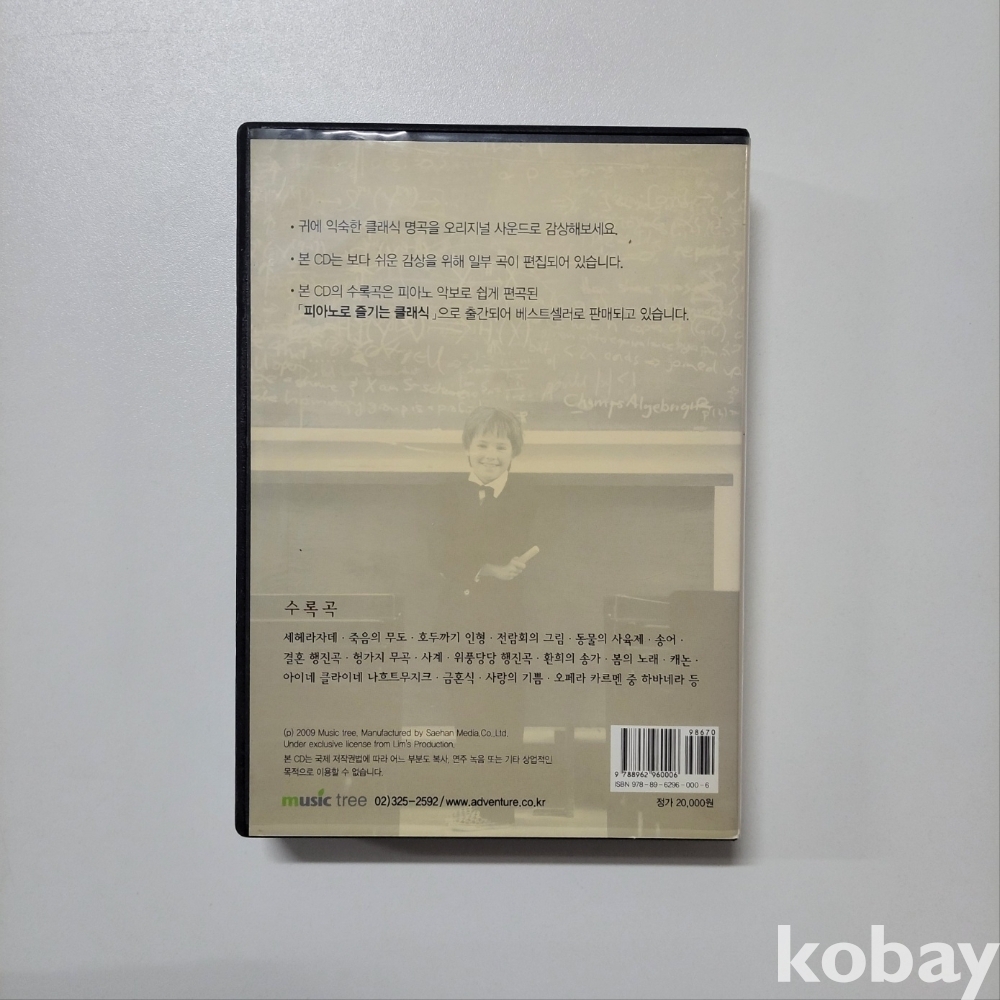 • 귀에 익숙한 클래식 명곡을 오리지널 사운드로 감상해보세요.
• 본 CD는 보다 쉬운 감상을 위해 일부 곡이 편집되어 있습니다.
• 본 CD의 수록곡은 피아노 악보로 쉽게 편곡된
「피아노로 즐기는 클래식」으로 출간되어 베스트셀러로 판매되고 있습니다.
Champs Algebrique
수록곡
세헤라자데 · 죽음의 무도 · 호두까기 인형 · 전람회의 그림 · 동물의 사육제 · 송어 ·
결혼 행진곡 · 헝가지 무곡 · 사계 · 위풍당당 행진곡 · 환희의 송가 · 봄의 노래 · 캐논 ·
아이네 클라이네 나흐트무지크 · 금혼식 · 사랑의 기쁨 · 오페라 카르멘 중 하바네라 등
(p) 2009 Music tree, Manufactured by Saehan Media.Co.,Ltd.
Under exclusive license from Lim's Production.
본 CD는 국제 저작권법에 따라 어느 부분도 복사, 연주 녹음 또는 기타 상업적인
목적으로 이용할 수 없습니다.
music tree 02)325-2592/www.adventure.co.kr
98670
9 788962 960006
ISBN 978-89-6296-000-6
정가 20,000원
kobay